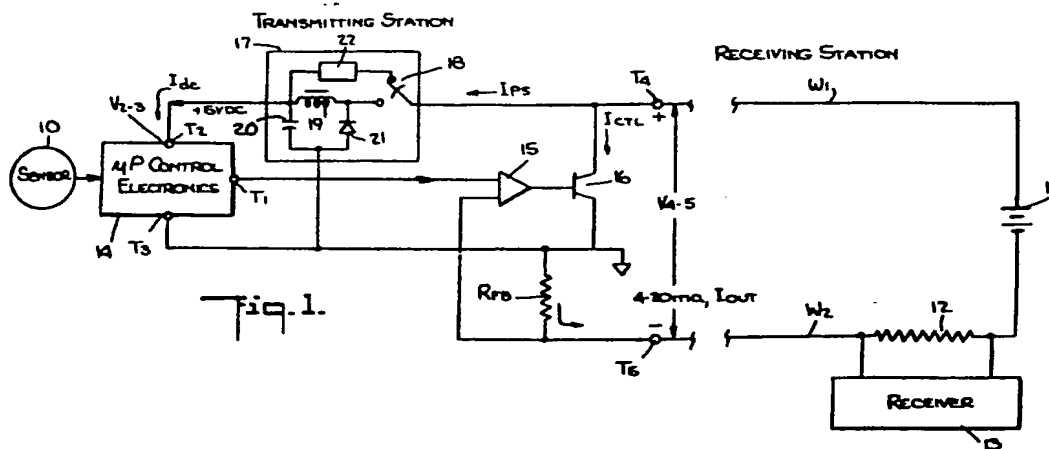 TRANSMITTING STATION
RECEIVING STATION
17
22
18
Idc
IPS
T4
+
W1
V2-3
+15VDC
T2
20
19
21
ICTL
10
SENSOR
µP CONTROL
ELECTRONICS
T1
15
16
V4-5
14
T3
RFB
Fig.1.
4-20ma, IOUT
−
T5
W2
12
RECEIVER
13